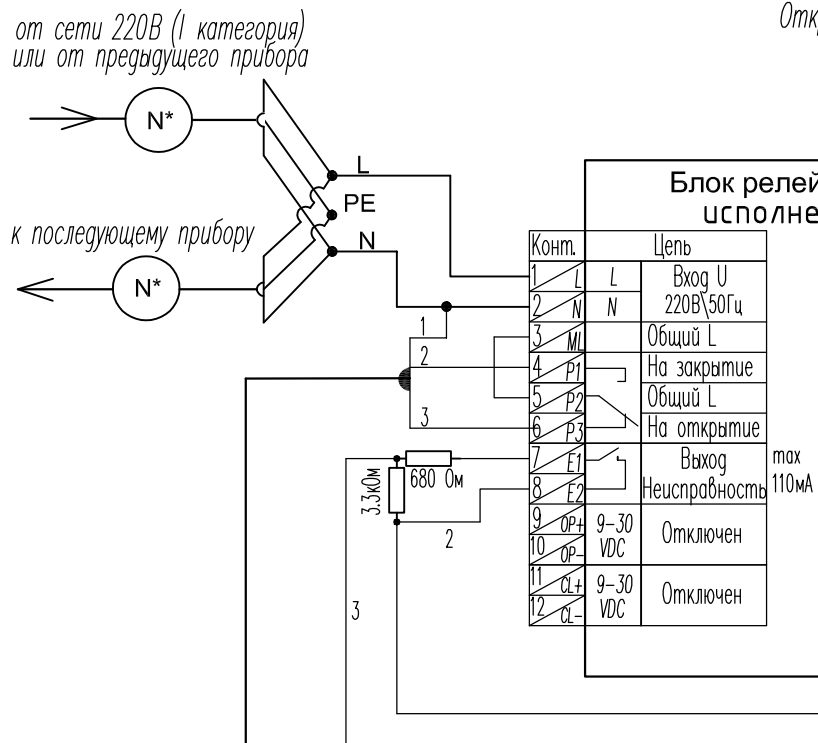 от сети 220В (I категория)
или от предыдущего прибора
N*
к последующему прибору
N*
L
PE
N
Блок релей
исполне
Конт.
Цепь
1
L
L
Вход U
2
N
N
220В\50Гц
3
ML
Общий L
4
P1
На закрытие
5
P2
Общий L
6
P3
На открытие
7
E1
Выход
8
E2
Неисправность
max
110мА
9
OP+
9-30
VDC
Отключен
10
OP-
11
CL+
9-30
VDC
Отключен
12
CL-
1
2
3
680 Ом
3.3кОм
2
3